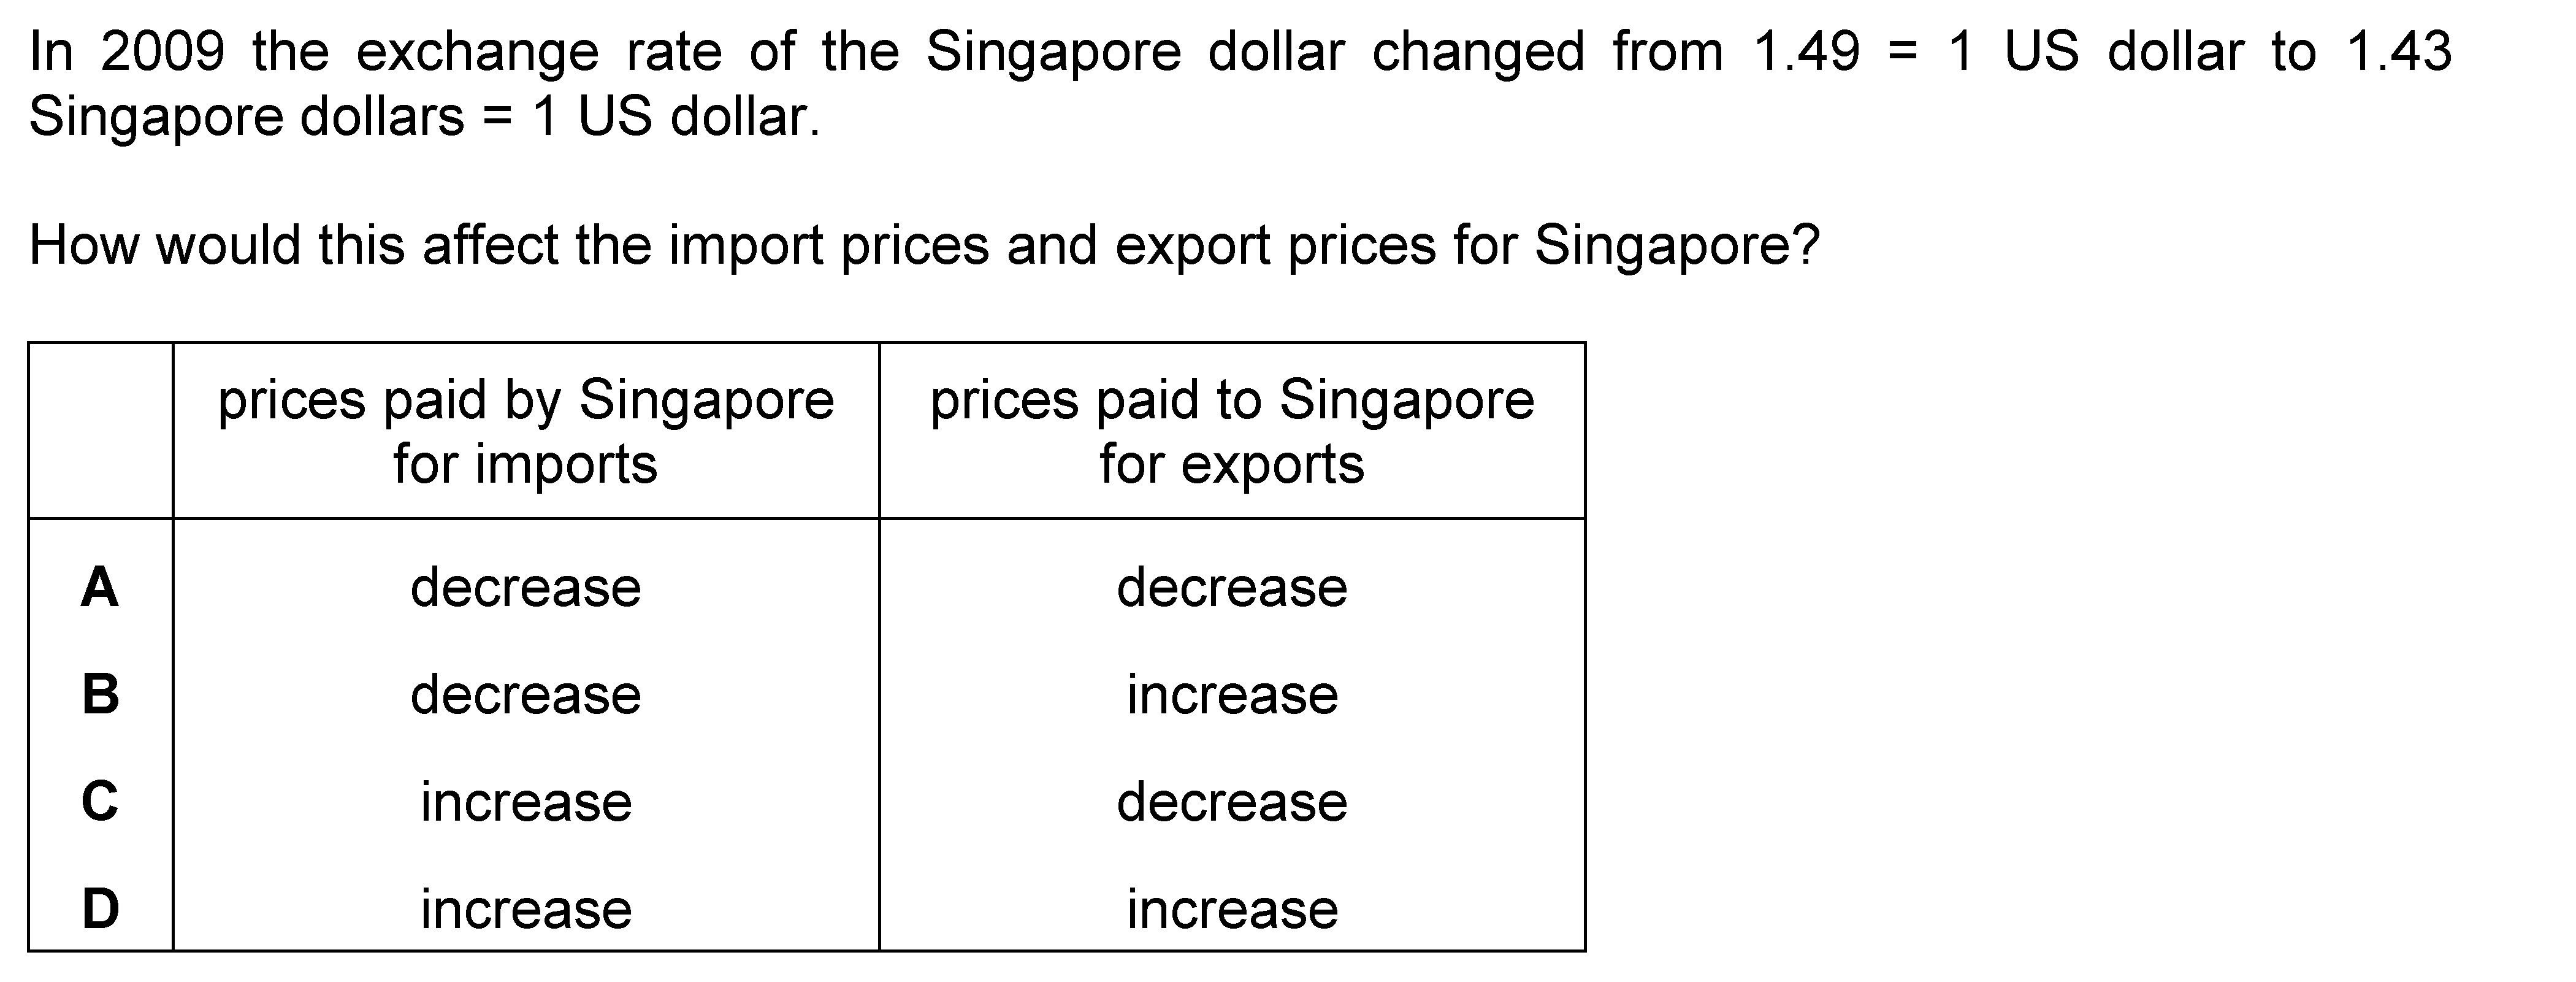 In 2009 the exchange rate of the Singapore dollar changed from 1.49 = 1 US dollar to 1.43
Singapore dollars = 1 US dollar.
How would this affect the import prices and export prices for Singapore?
prices paid by Singapore
for imports
prices paid to Singapore
for exports
A decrease decrease
B decrease increase
C increase decrease
D increase increase